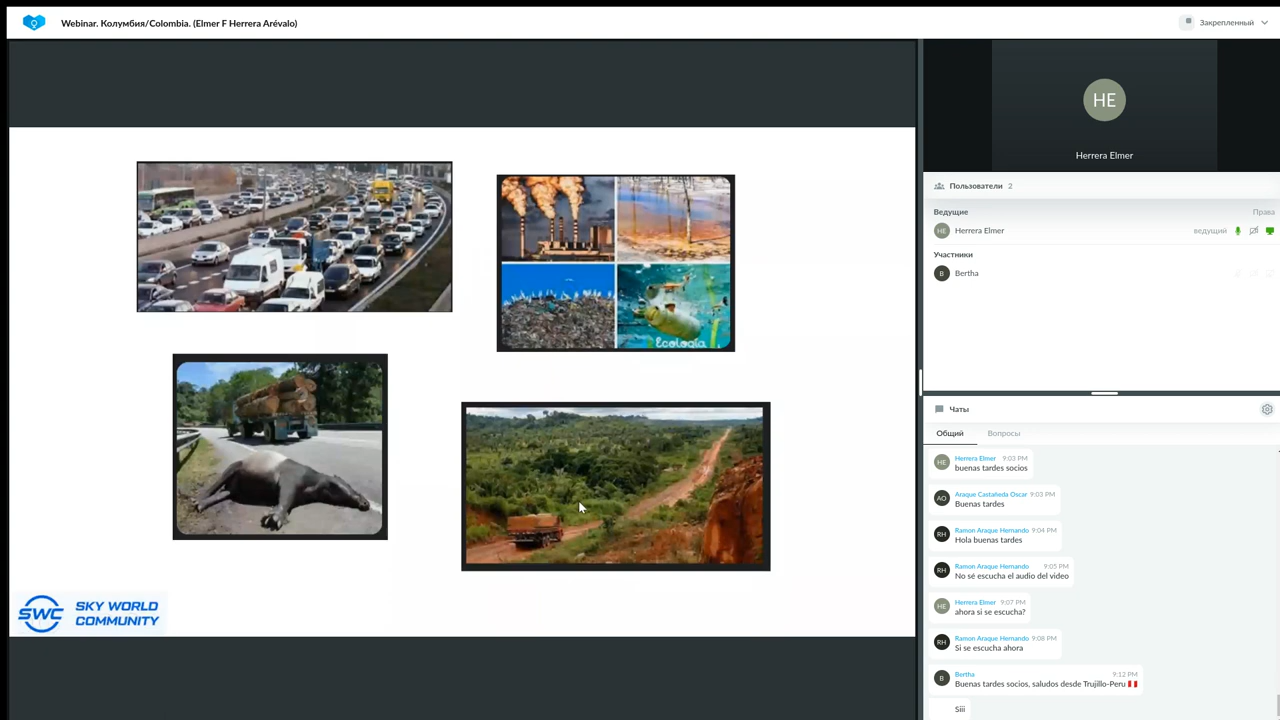 Webinar. Колумбия/Colombia. (Elmer F Herrera Arévalo)
Закрепленный
HE
Herrera Elmer
Пользователи 2
Ведущие Права
HE Herrera Elmer ведущий
Участники
B Bertha
Ecología
SWC SKY WORLD
COMMUNITY
Чаты
Общий Вопросы
Herrera Elmer 9:03 PM
HE buenas tardes socios
Araque Castañeda Oscar 9:03 PM
AO Buenas tardes
Ramon Araque Hernando 9:04 PM
RH Hola buenas tardes
Ramon Araque Hernando 9:05 PM
RH No sé escucha el audio del video
Herrera Elmer 9:07 PM
HE ahora si se escucha?
Ramon Araque Hernando 9:08 PM
RH Si se escucha ahora
Bertha 9:12 PM
B Buenas tardes socios, saludos desde Trujillo-Peru 🇵🇪
Siii